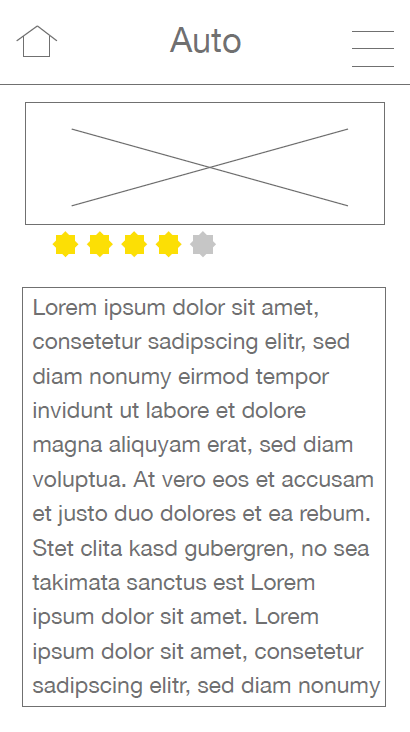 Auto
Lorem ipsum dolor sit amet,
consetetur sadipscing elitr, sed
diam nonumy eirmod tempor
invidunt ut labore et dolore
magna aliquyam erat, sed diam
voluptua. At vero eos et accusam
et justo duo dolores et ea rebum.
Stet clita kasd gubergren, no sea
takimata sanctus est Lorem
ipsum dolor sit amet. Lorem
ipsum dolor sit amet, consetetur
sadipscing elitr, sed diam nonumy